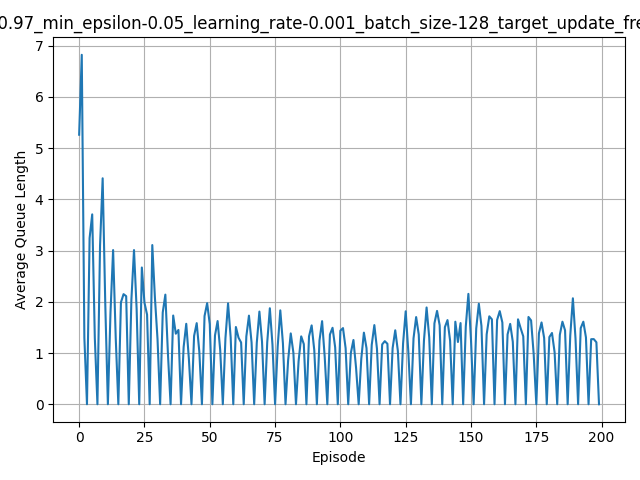 0.97_min_epsilon-0.05_learning_rate-0.001_batch_size-128_target_update_fre
7
6
5
4
3
2
1
0
Average Queue Length
0 25 50 75 100 125 150 175 200
Episode